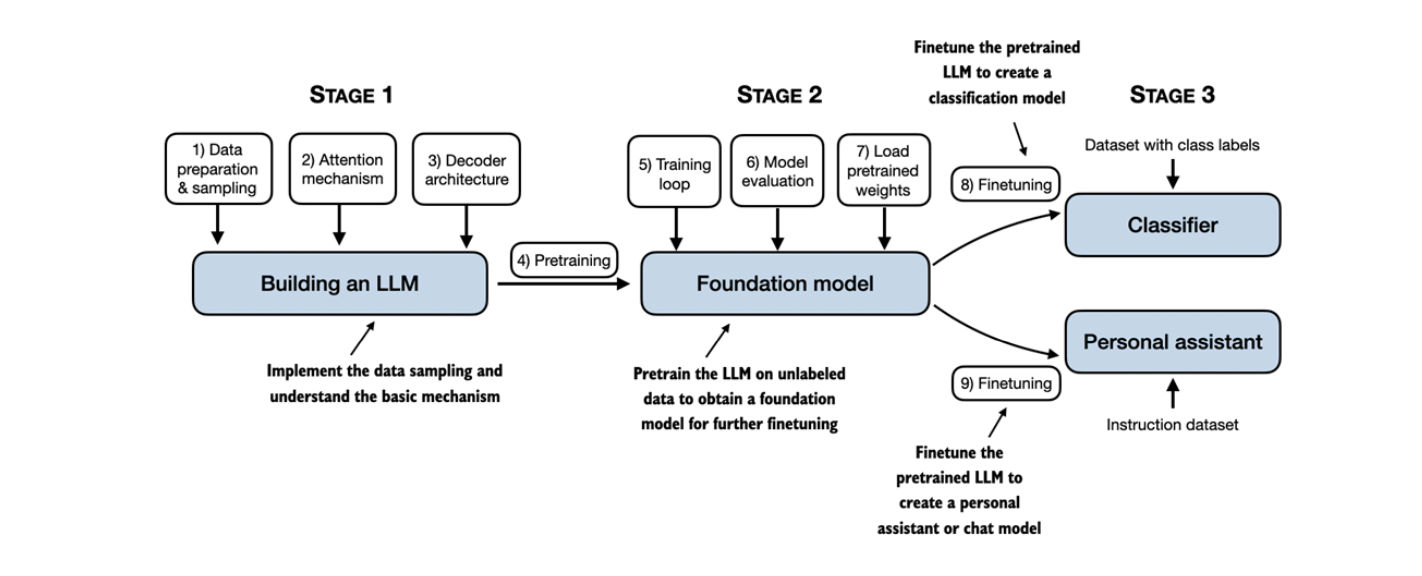 STAGE 1
1) Data
preparation
& sampling
2) Attention
mechanism
3) Decoder
architecture
Building an LLM
Implement the data sampling and
understand the basic mechanism
4) Pretraining
STAGE 2
5) Training
loop
6) Model
evaluation
7) Load
pretrained
weights
Foundation model
Pretrain the LLM on unlabeled
data to obtain a foundation
model for further finetuning
Finetune the pretrained
LLM to create a
classification model
8) Finetuning
STAGE 3
Dataset with class labels
Classifier
Personal assistant
Instruction dataset
9) Finetuning
Finetune the
pretrained LLM to
create a personal
assistant or chat model